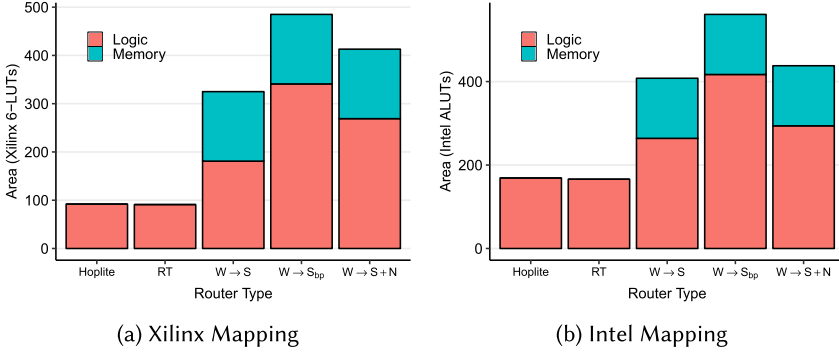 Area (Xilinx 6−LUTs)
500
400
300
200
100
0
Logic
Memory
Hoplite RT W→S W→Sbp W→S+N
Router Type
(a) Xilinx Mapping
Area (Intel ALUTs)
400
200
0
Logic
Memory
Hoplite RT W→S W→Sbp W→S+N
Router Type
(b) Intel Mapping